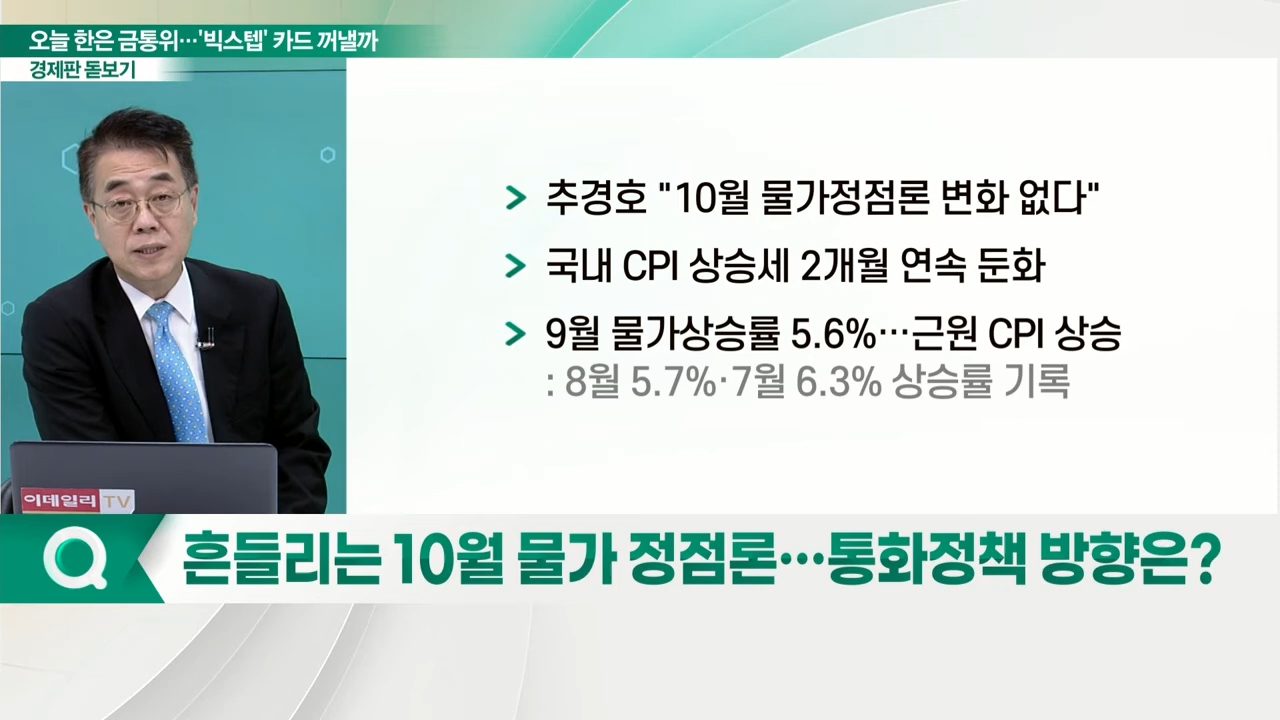 오늘 한은 금통위…'빅스텝' 카드 꺼낼까
경제판 돋보기
추경호 "10월 물가정점론 변화 없다"
국내 CPI 상승세 2개월 연속 둔화
9월 물가상승률 5.6%…근원 CPI 상승
: 8월 5.7%·7월 6.3% 상승률 기록
이데일리 TV
흔들리는 10월 물가 정점론…통화정책 방향은?